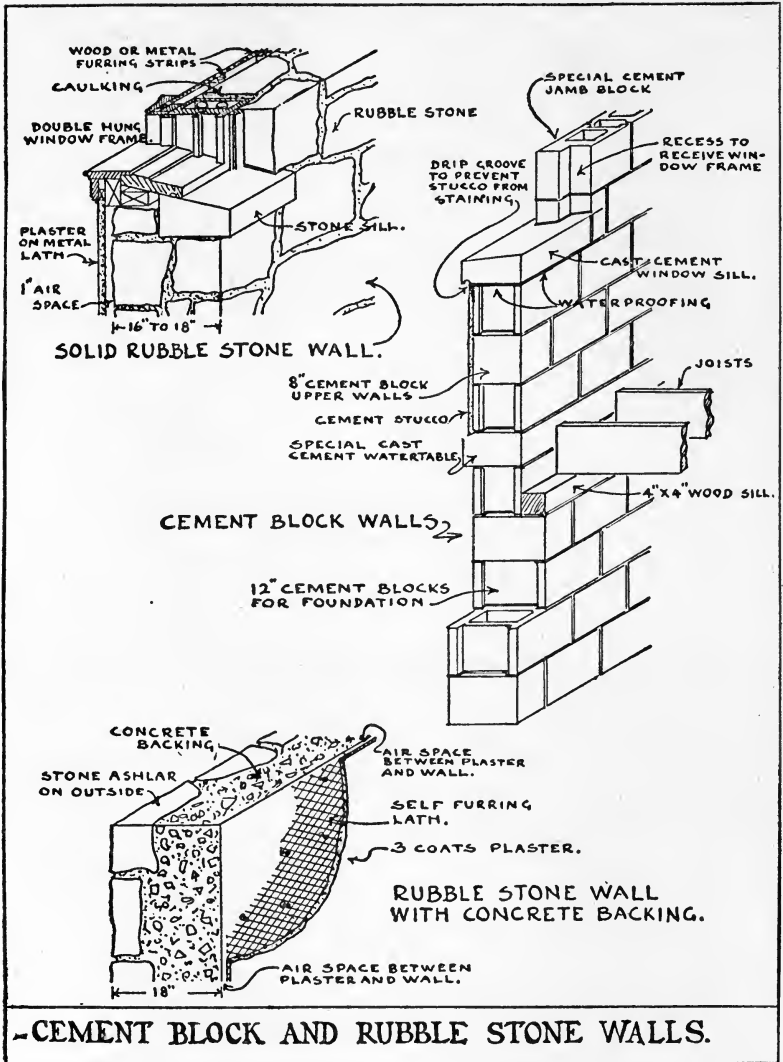 WOOD OR METAL
FURRING STRIPS
CAULKING
DOUBLE HUNG
WINDOW FRAME.
RUBBLE STONE
STONE SILL.
PLASTER
ON METAL
LATH
1" AIR
SPACE
16" TO 18"
SOLID RUBBLE STONE WALL.
SPECIAL CEMENT
JAMB BLOCK
RECESS TO
RECEIVE WIN-
DOW FRAME
DRIP GROOVE
TO PREVENT
STUCCO FROM
STAINING
CAST CEMENT
WINDOW SILL.
WATERPROOFING
JOISTS
8" CEMENT BLOCK
UPPER WALLS
CEMENT STUCCO
SPECIAL CAST
CEMENT WATERTABLE
4" X 4" WOOD SILL.
CEMENT BLOCK WALLS
12" CEMENT BLOCKS
FOR FOUNDATION
CONCRETE
BACKING
STONE ASHLAR
ON OUTSIDE
AIR SPACE
BETWEEN PLASTER
AND WALL.
SELF FURRING
LATH.
3 COATS PLASTER.
RUBBLE STONE WALL
WITH CONCRETE BACKING.
AIR SPACE BETWEEN
PLASTER AND WALL.
18"
CEMENT BLOCK AND RUBBLE STONE WALLS.